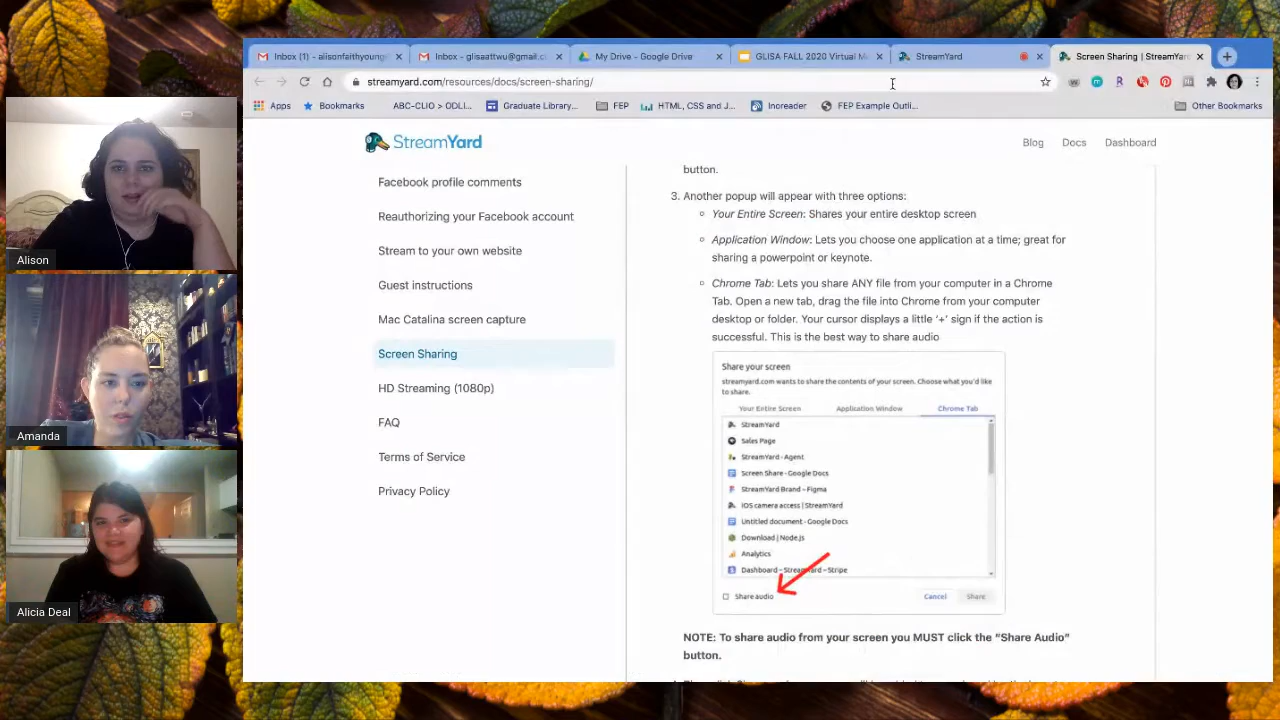 Inbox (1) - alisonfaithyoung
Inbox - glisaattwu@gmail.c
My Drive - Google Drive
GLISA FALL 2020 Virtual M
StreamYard
Screen Sharing | StreamYar
streamyard.com/resources/docs/screen-sharing/
Apps
Bookmarks
ABC-CLIO > ODLI...
Graduate Library...
FEP
HTML, CSS and J...
Inoreader
FEP Example Outli...
Other Bookmarks
StreamYard
Blog
Docs
Dashboard
Facebook profile comments
Reauthorizing your Facebook account
Stream to your own website
Guest instructions
Mac Catalina screen capture
Screen Sharing
HD Streaming (1080p)
FAQ
Terms of Service
Privacy Policy
button.
3. Another popup will appear with three options:
Your Entire Screen: Shares your entire desktop screen
Application Window: Lets you choose one application at a time; great for
sharing a powerpoint or keynote.
Chrome Tab: Lets you share ANY file from your computer in a Chrome
Tab. Open a new tab, drag the file into Chrome from your computer
desktop or folder. Your cursor displays a little '+' sign if the action is
successful. This is the best way to share audio
Share your screen
streamyard.com wants to share the contents of your screen. Choose what you'd like
to share.
Your Entire Screen
Application Window
Chrome Tab
StreamYard
Sales Page
StreamYard - Agent
Screen Share - Google Docs
StreamYard Brand – Figma
iOS camera access | StreamYard
Untitled document - Google Docs
Download | Node.js
Analytics
Dashboard – StreamYard – Stripe
Share audio
Cancel
Share
NOTE: To share audio from your screen you MUST click the "Share Audio"
button.
Alison
Amanda
Alicia Deal